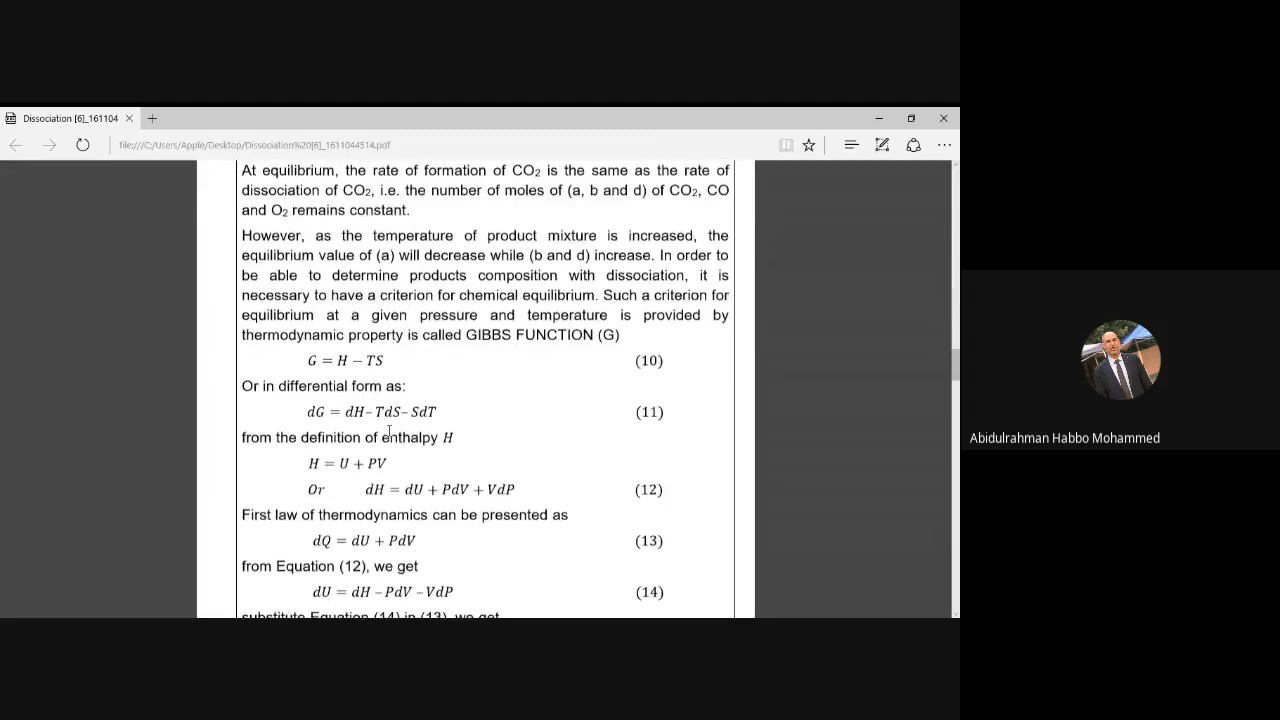 Dissociation [6]_161104
file:///C:/Users/Apple/Desktop/Dissociation%20[6]_1611044514.pdf
At equilibrium, the rate of formation of CO₂ is the same as the rate of
dissociation of CO₂, i.e. the number of moles of (a, b and d) of CO₂, CO
and O₂ remains constant.
However, as the temperature of product mixture is increased, the
equilibrium value of (a) will decrease while (b and d) increase. In order to
be able to determine products composition with dissociation, it is
necessary to have a criterion for chemical equilibrium. Such a criterion for
equilibrium at a given pressure and temperature is provided by
thermodynamic property is called GIBBS FUNCTION (G)
G = H − TS (10)
Or in differential form as:
dG = dH– TdS– SdT (11)
from the definition of enthalpy H
H = U + PV
Or dH = dU + PdV + VdP (12)
First law of thermodynamics can be presented as
dQ = dU + PdV (13)
from Equation (12), we get
dU = dH – PdV – VdP (14)
substitute Equation (14) in (13), we get
Abidulrahman Habbo Mohammed